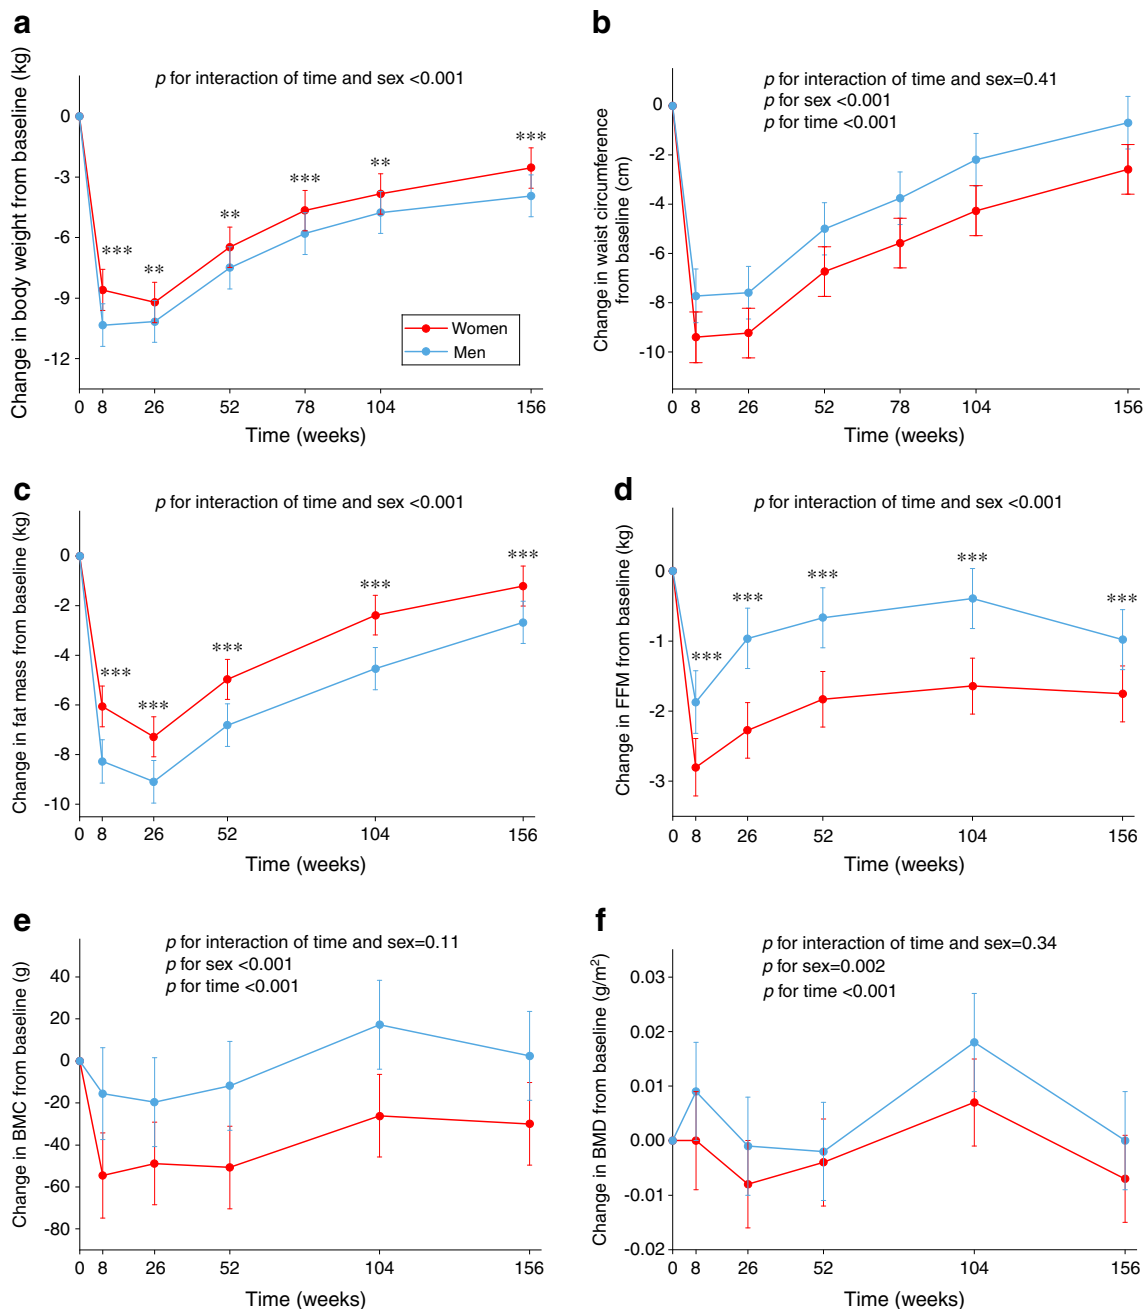 a
Change in body weight from baseline (kg)
p for interaction of time and sex <0.001
0
-3
-6
-9
-12
***
**
**
***
**
***
Women
Men
0 8 26 52 78 104 156
Time (weeks)
b
Change in waist circumference
from baseline (cm)
p for interaction of time and sex=0.41
p for sex <0.001
p for time <0.001
0
-2
-4
-6
-8
-10
0 8 26 52 78 104 156
Time (weeks)
c
Change in fat mass from baseline (kg)
p for interaction of time and sex <0.001
0
-2
-4
-6
-8
-10
***
***
***
***
***
0 8 26 52 104 156
Time (weeks)
d
Change in FFM from baseline (kg)
p for interaction of time and sex <0.001
0
-1
-2
-3
***
***
***
***
***
0 8 26 52 104 156
Time (weeks)
e
Change in BMC from baseline (g)
p for interaction of time and sex=0.11
p for sex <0.001
p for time <0.001
40
20
0
-20
-40
-60
-80
0 8 26 52 104 156
Time (weeks)
f
Change in BMD from baseline (g/m²)
p for interaction of time and sex=0.34
p for sex=0.002
p for time <0.001
0.03
0.02
0.01
0.00
-0.01
-0.02
0 8 26 52 104 156
Time (weeks)